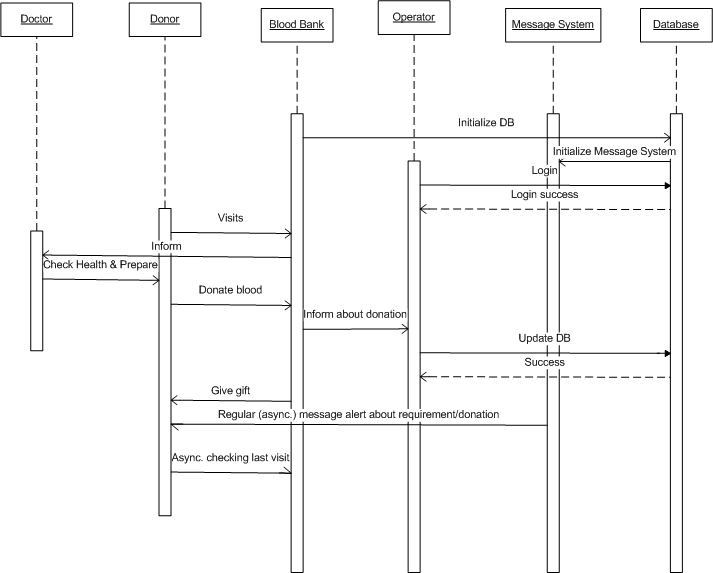 Doctor
Donor
Blood Bank
Operator
Message System
Database
Initialize DB
Initialize Message System
Login
Login success
Visits
Inform
Check Health & Prepare
Donate blood
Inform about donation
Update DB
Success
Give gift
Regular (async.) message alert about requirement/donation
Async. checking last visit